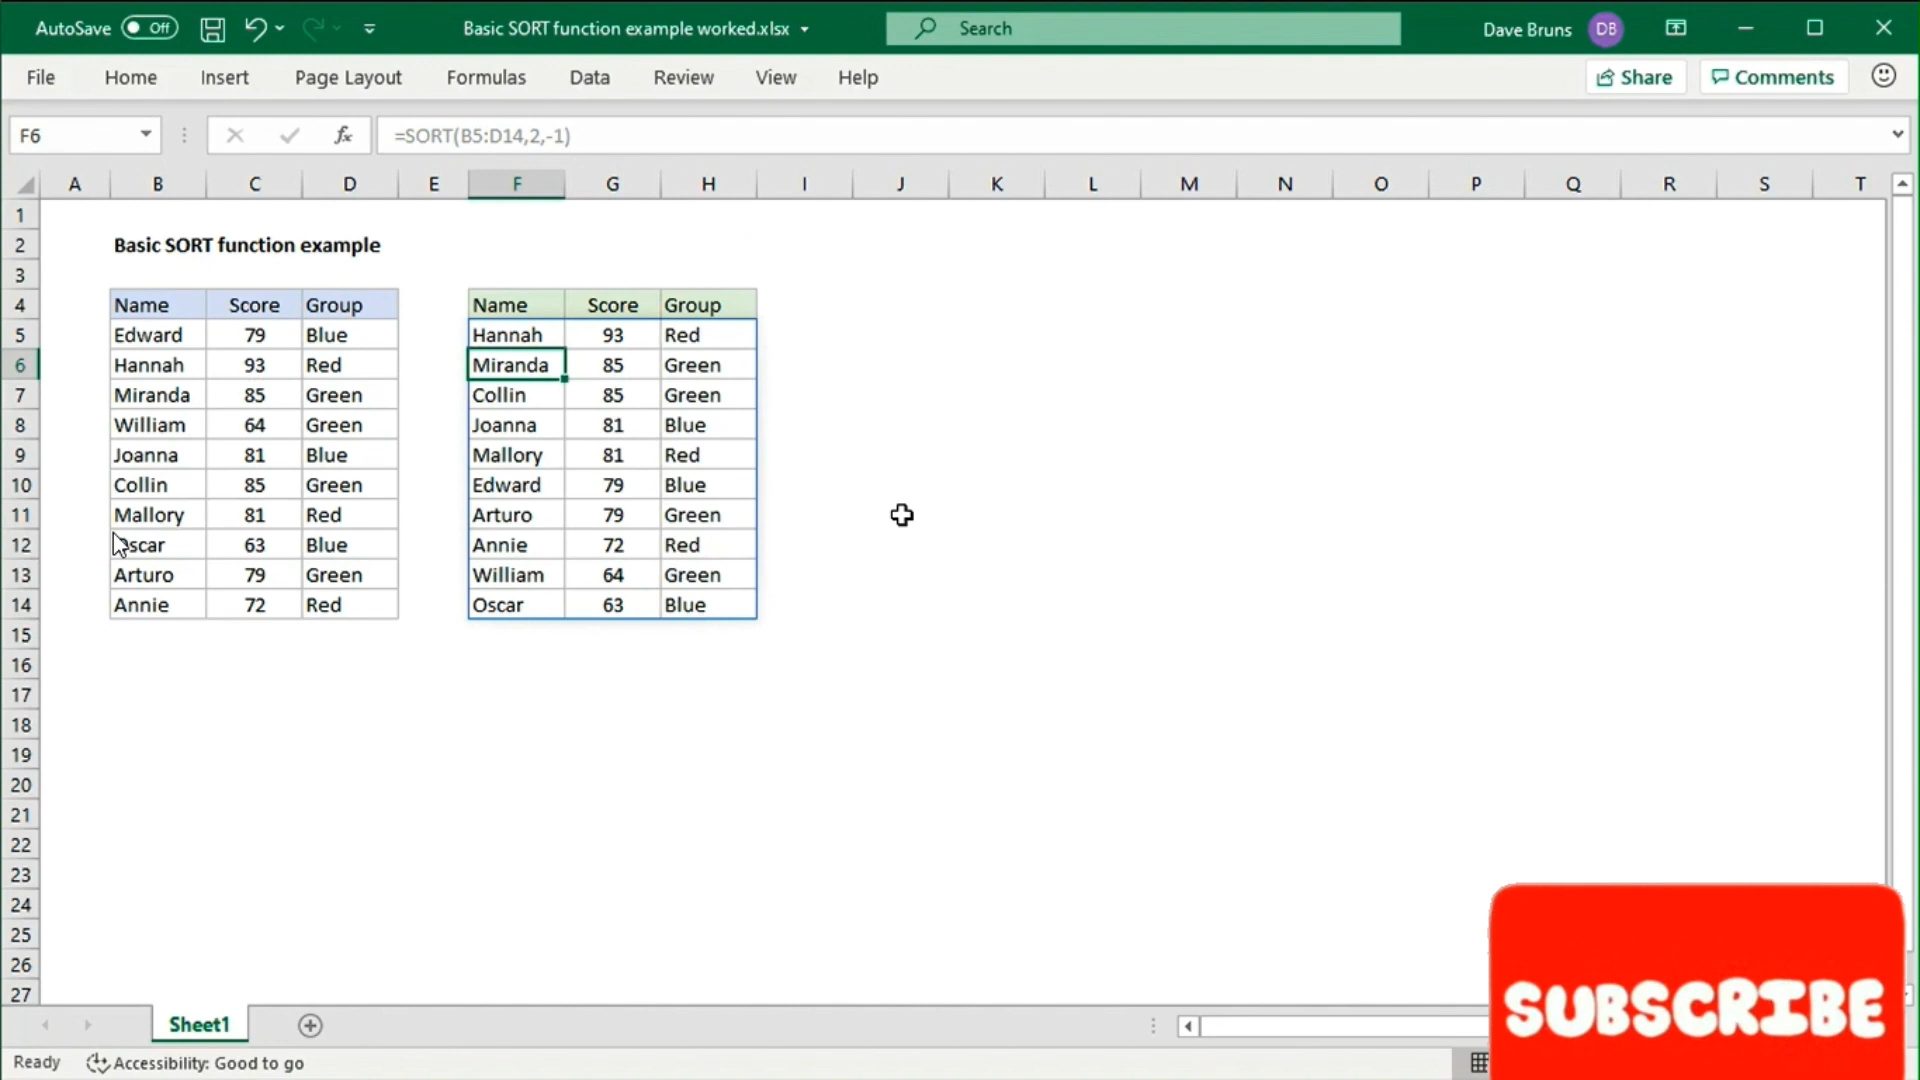 AutoSave Off Basic SORT function example worked.xlsx Search Dave Bruns DB
File Home Insert Page Layout Formulas Data Review View Help Share Comments
F6 fx =SORT(B5:D14,2,-1)
A B C D E F G H I J K L M N O P Q R S T
1
2 Basic SORT function example
3
4 Name Score Group Name Score Group
5 Edward 79 Blue Hannah 93 Red
6 Hannah 93 Red Miranda 85 Green
7 Miranda 85 Green Collin 85 Green
8 William 64 Green Joanna 81 Blue
9 Joanna 81 Blue Mallory 81 Red
10 Collin 85 Green Edward 79 Blue
11 Mallory 81 Red Arturo 79 Green
12 Oscar 63 Blue Annie 72 Red
13 Arturo 79 Green William 64 Green
14 Annie 72 Red Oscar 63 Blue
15
16
17
18
19
20
21
22
23
24
25
26
27
SUBSCRIBE
Sheet1
Ready Accessibility: Good to go